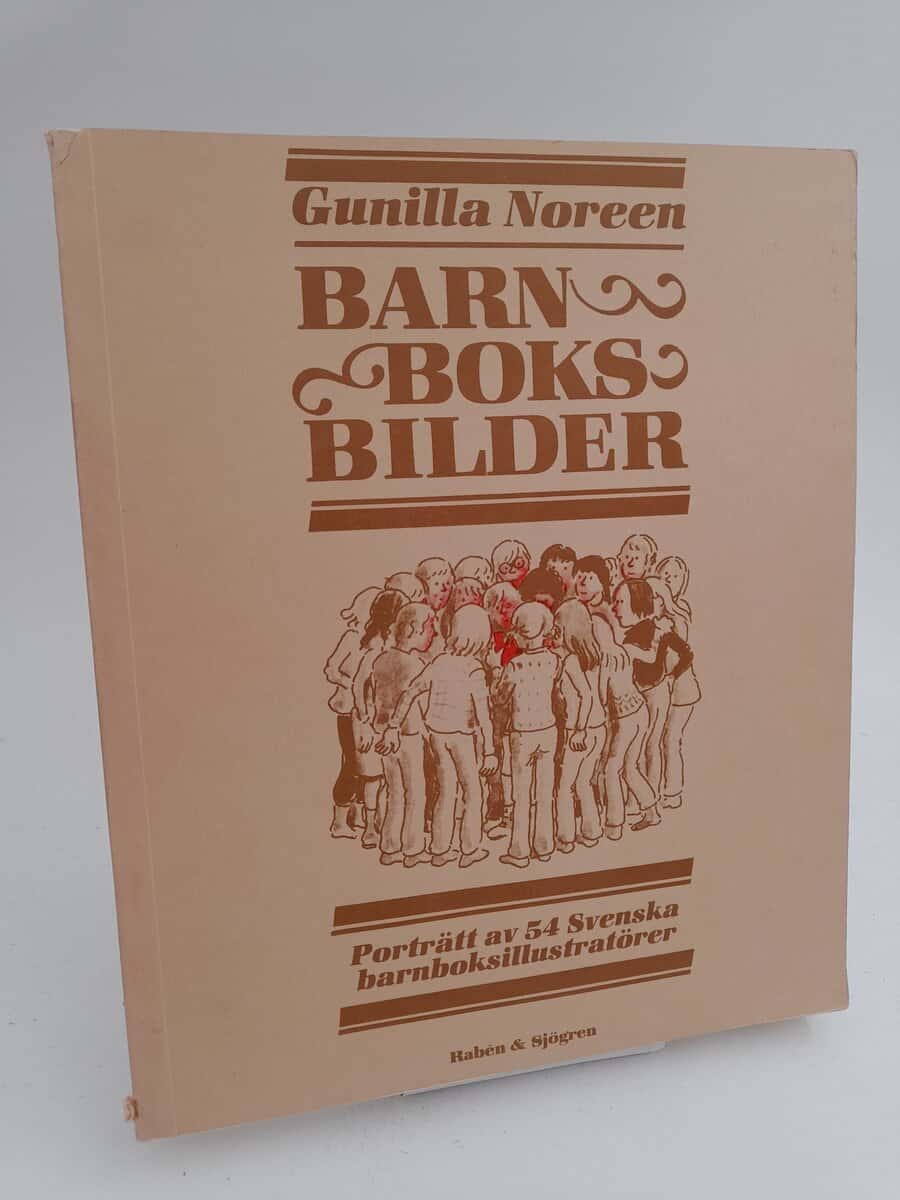 Gunilla Noreen
BARN
BOKS
BILDER
Porträtt av 54 Svenska
barnboksillustratörer
Rabén & Sjögren